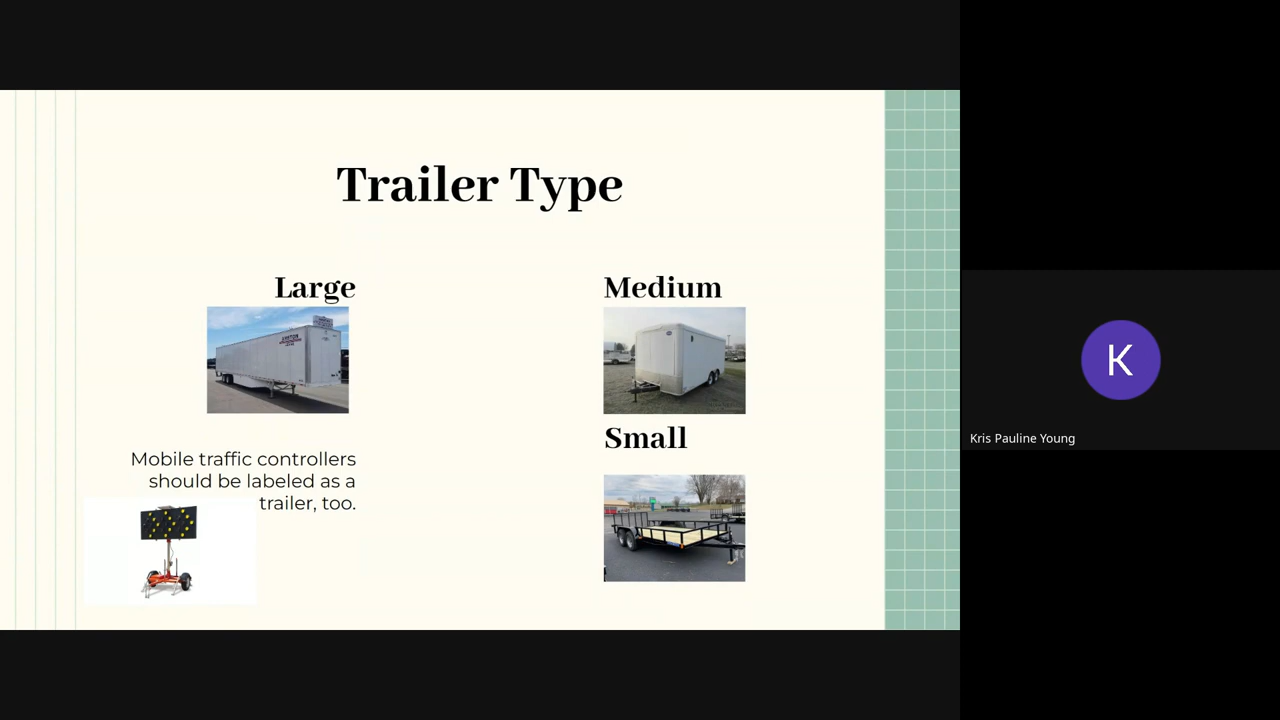 Trailer Type
Large
Mobile traffic controllers
should be labeled as a
trailer, too.
Medium
Small
K
Kris Pauline Young